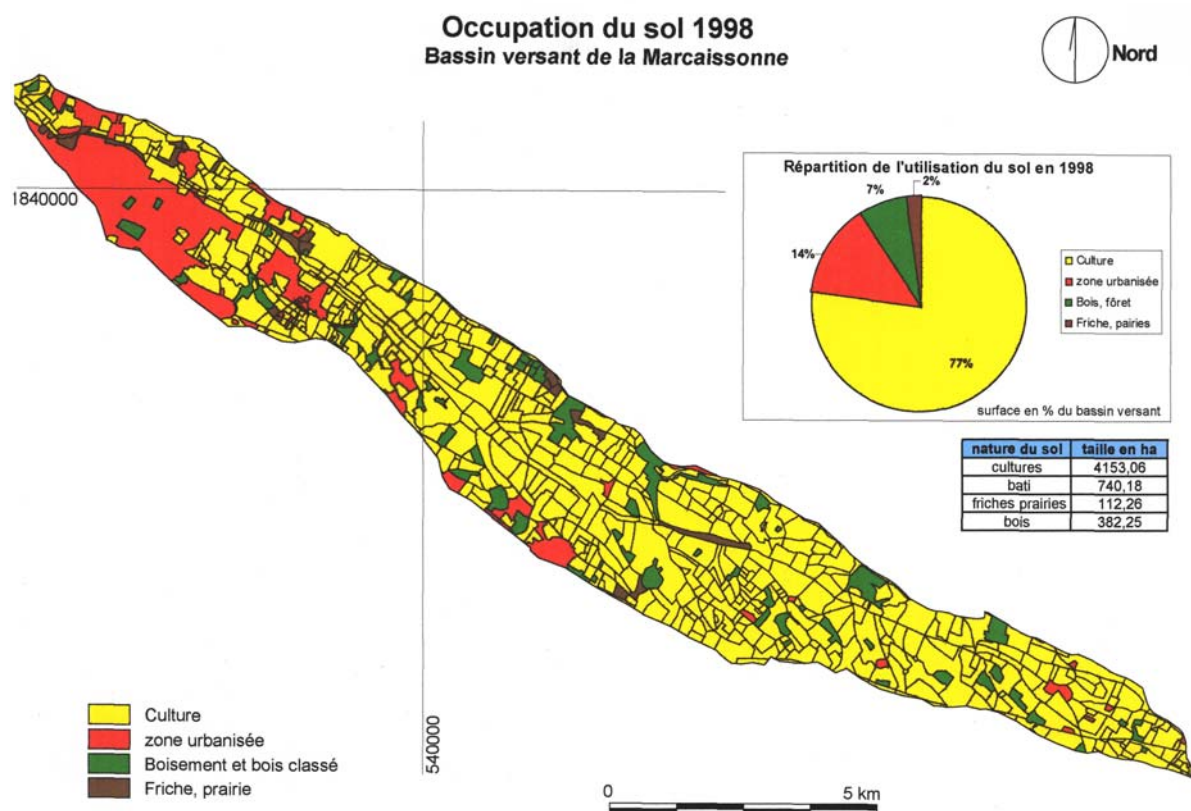 Occupation du sol 1998
Bassin versant de la Marcaissonne
Nord
1840000
540000
Répartition de l'utilisation du sol en 1998
2%
7%
14%
77%
Culture
zone urbanisée
Bois, fôret
Friche, pairies
surface en % du bassin versant
nature du sol taille en ha
cultures 4153,06
bati 740,18
friches prairies 112,26
bois 382,25
Culture
zone urbanisée
Boisement et bois classé
Friche, prairie
0 5 km